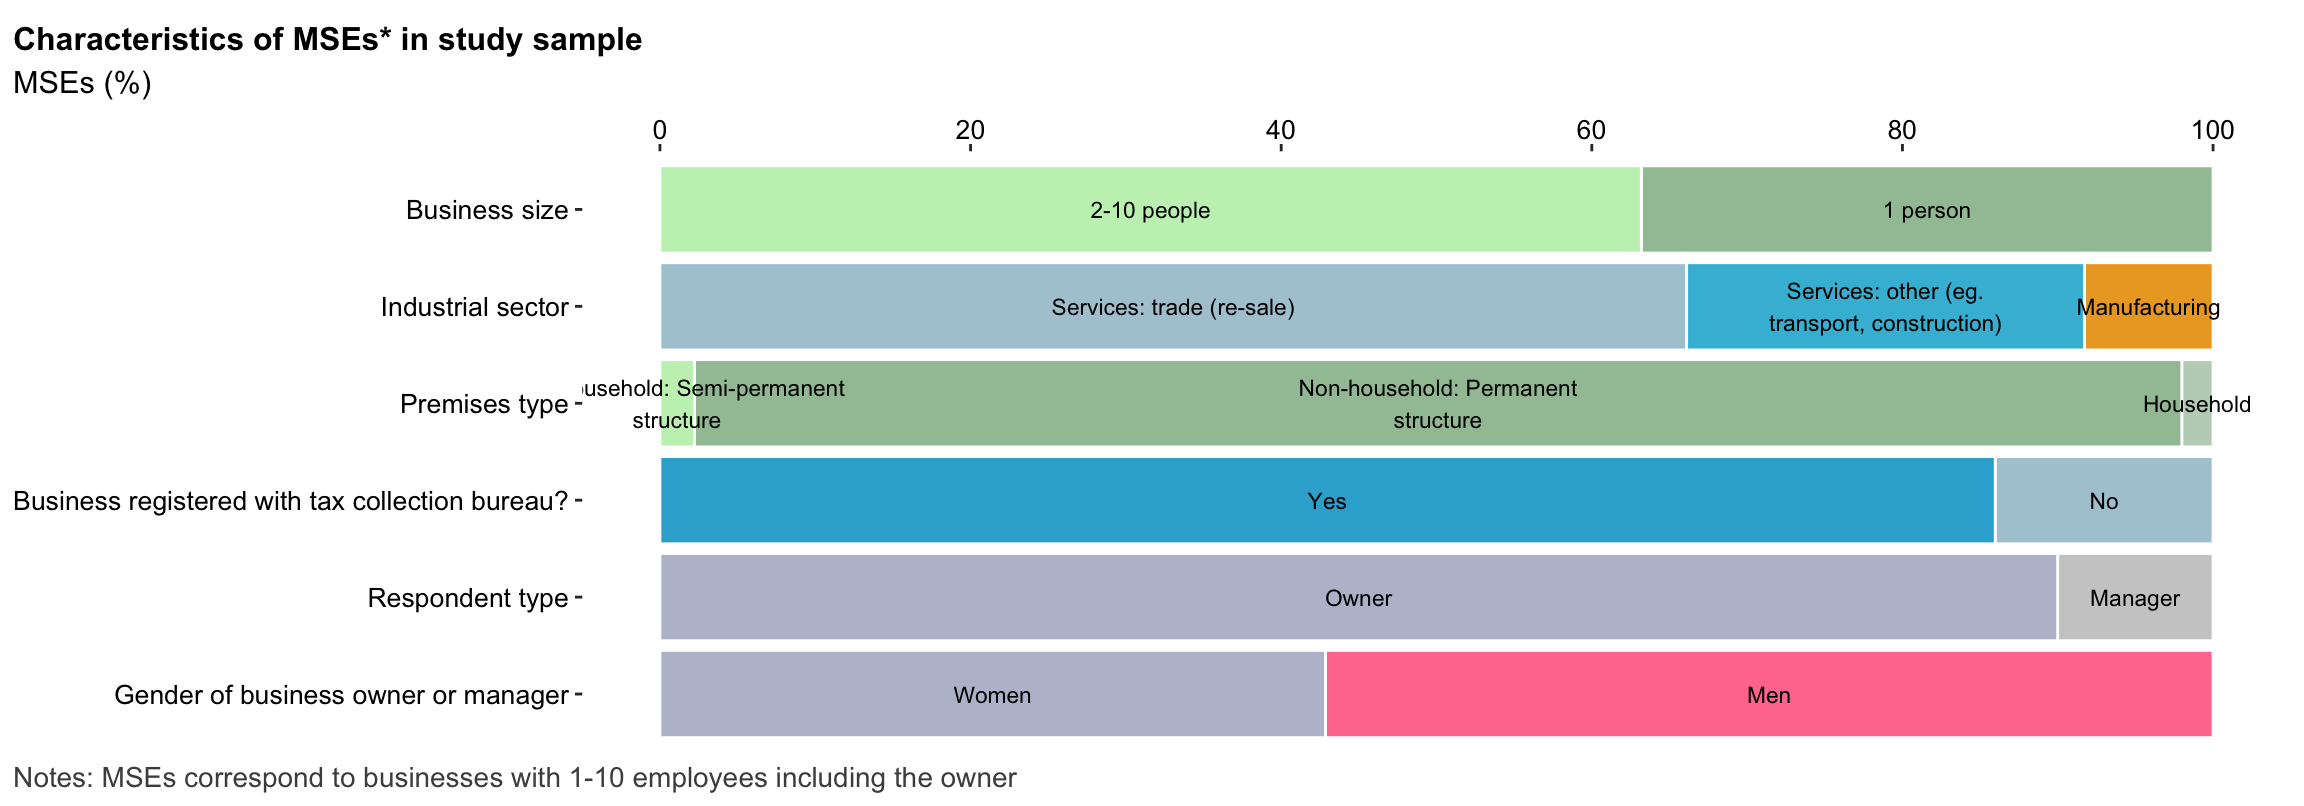 Characteristics of MSEs* in study sample
MSEs (%)
0 20 40 60 80 100
Business size
2-10 people
1 person
Industrial sector
Services: trade (re-sale)
Services: other (eg.
transport, construction)
Manufacturing
Premises type
Semi-permanent
structure
Non-household: Permanent
structure
Household
Business registered with tax collection bureau?
Yes
No
Respondent type
Owner
Manager
Gender of business owner or manager
Women
Men
Notes: MSEs correspond to businesses with 1-10 employees including the owner